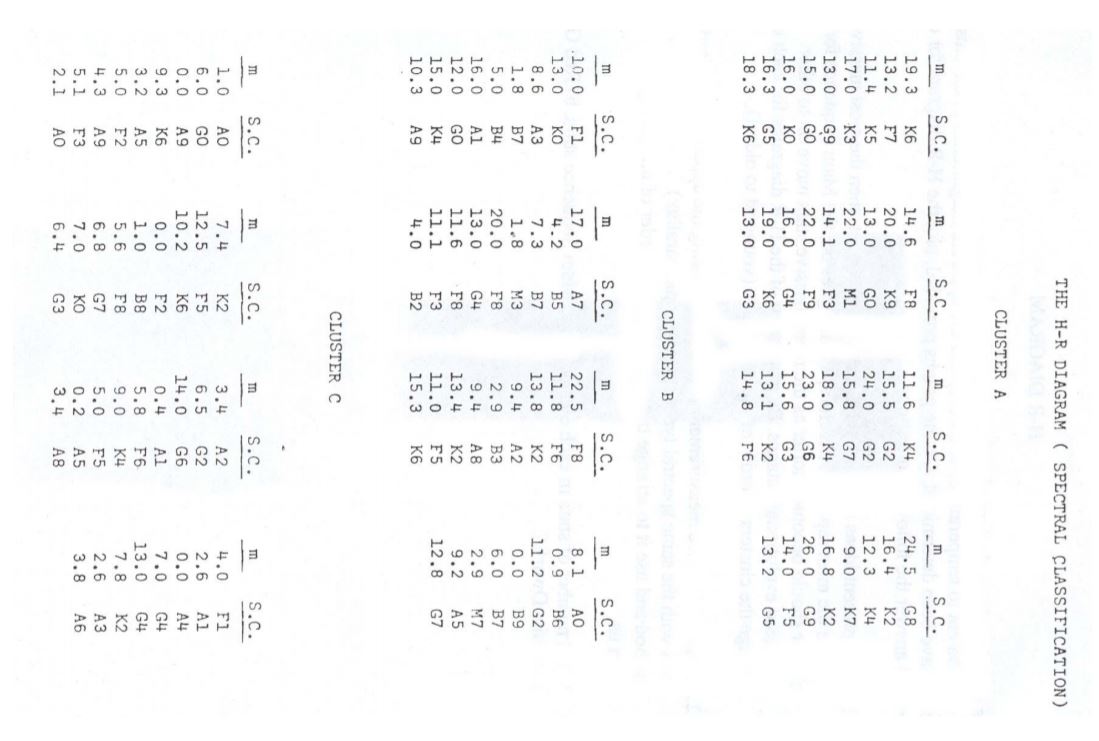 THE H-R DIAGRAM ( SPECTRAL CLASSIFICATION)
CLUSTER A
m S.C. m S.C. m S.C. m S.C.
19.3 K6 14.6 F8 11.6 K4 24.5 G8
13.2 F7 20.0 K9 15.5 G2 16.4 K2
11.4 K5 13.0 GO 24.0 G2 12.3 K4
17.0 K3 22.0 M1 15.8 G7 9.0 K7
13.0 G9 14.1 F3 18.0 K4 16.8 K2
15.0 GO 22.0 F9 23.0 G6 26.0 G9
16.0 KO 16.0 G4 15.6 G3 14.0 F5
16.3 G5 19.0 K6 13.1 K2 13.2 G5
18.3 K6 13.0 G3 14.8 F6
CLUSTER B
m S.C. m S.C. m S.C. m S.C.
10.0 F1 17.0 A7 22.5 F8 8.1 AO
13.0 KO 4.2 B5 11.8 F6 0.9 B6
8.6 A3 7.3 B7 13.8 K2 11.2 G2
1.8 B7 1.8 M3 9.4 A2 0.0 B9
5.0 B4 20.0 F8 2.9 B3 6.0 B7
16.0 A1 13.0 G4 9.4 A8 2.9 M7
12.0 GO 11.6 F8 13.4 K2 9.2 A5
15.0 K4 11.1 F3 11.0 F5 12.8 G7
10.3 A9 4.0 B2 15.3 K6
CLUSTER C
m S.C. m S.C. m S.C. m S.C.
1.0 AO 7.4 K2 3.4 A2 4.0 F1
6.0 GO 12.5 F5 6.5 G2 2.6 A1
0.0 A9 10.2 K6 14.0 G6 0.0 A4
9.3 K6 0.0 F2 0.4 A1 7.0 G4
3.2 A5 1.0 B8 5.8 F6 13.0 G4
5.0 F2 5.6 F8 9.0 K4 7.8 K2
4.3 A9 6.8 G7 5.0 F5 2.6 A3
5.1 F3 7.0 KO 0.2 A5 3.8 A6
2.1 AO 6.4 G3 3.4 A8